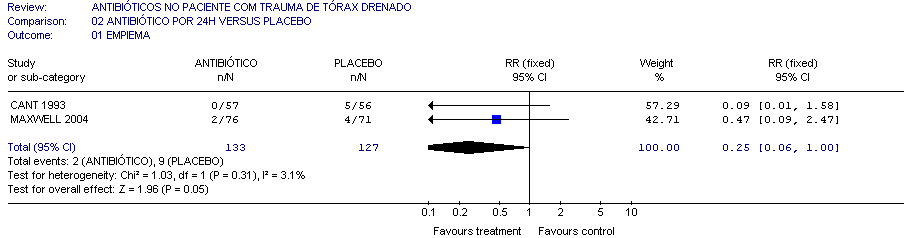 Review: ANTIBIÓTICOS NO PACIENTE COM TRAUMA DE TÓRAX DRENADO
Comparison: 02 ANTIBIÓTICO POR 24H VERSUS PLACEBO
Outcome: 01 EMPIEMA
Study ANTIBIÓTICO PLACEBO RR (fixed) Weight RR (fixed)
or sub-category n/N n/N 95% CI % 95% CI
CANT 1993 0/57 5/56 57.29 0.09 [0.01, 1.58]
MAXWELL 2004 2/76 4/71 42.71 0.47 [0.09, 2.47]
Total (95% CI) 133 127 100.00 0.25 [0.06, 1.00]
Total events: 2 (ANTIBIÓTICO), 9 (PLACEBO)
Test for heterogeneity: Chi² = 1.03, df = 1 (P = 0.31), I² = 3.1%
Test for overall effect: Z = 1.96 (P = 0.05)
0.1 0.2 0.5 1 2 5 10
Favours treatment Favours control